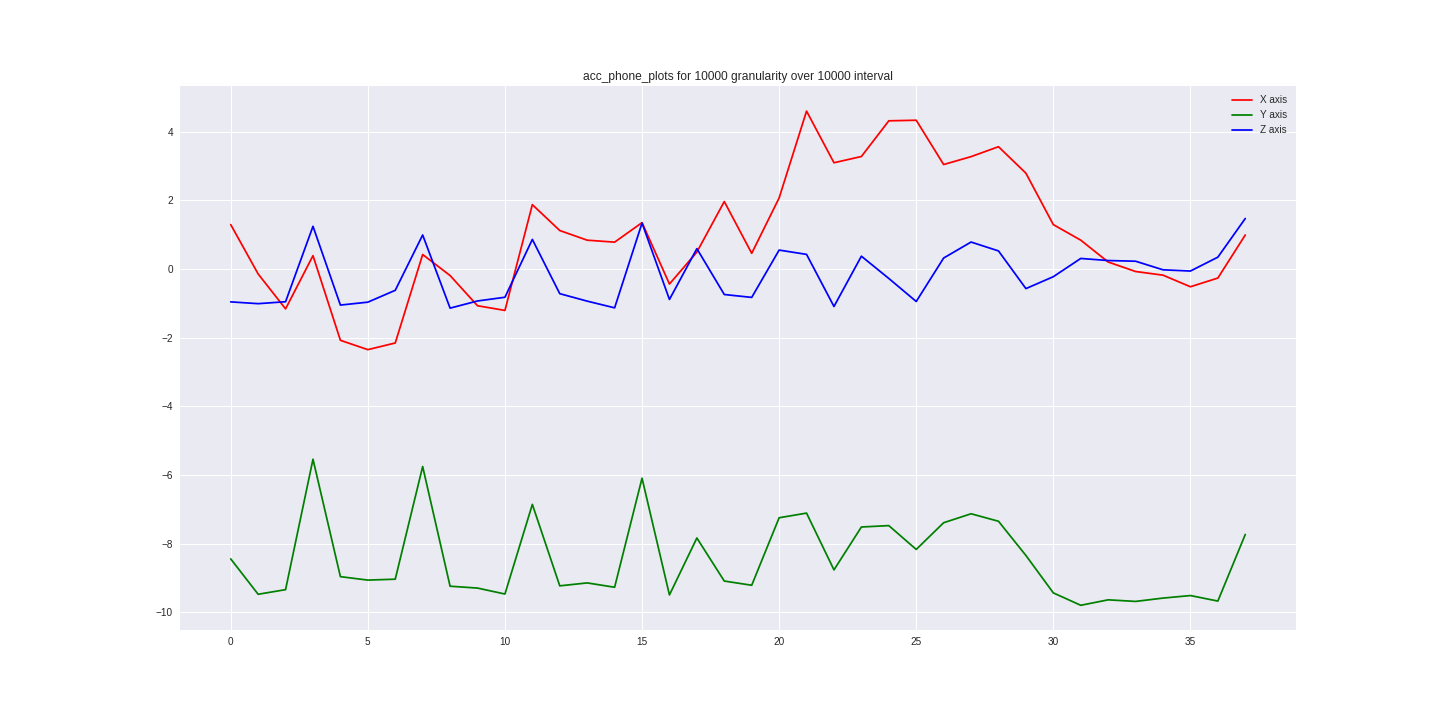 acc_phone_plots for 10000 granularity over 10000 interval
X axis
Y axis
Z axis
4
2
0
−2
−4
−6
−8
−10
0 5 10 15 20 25 30 35